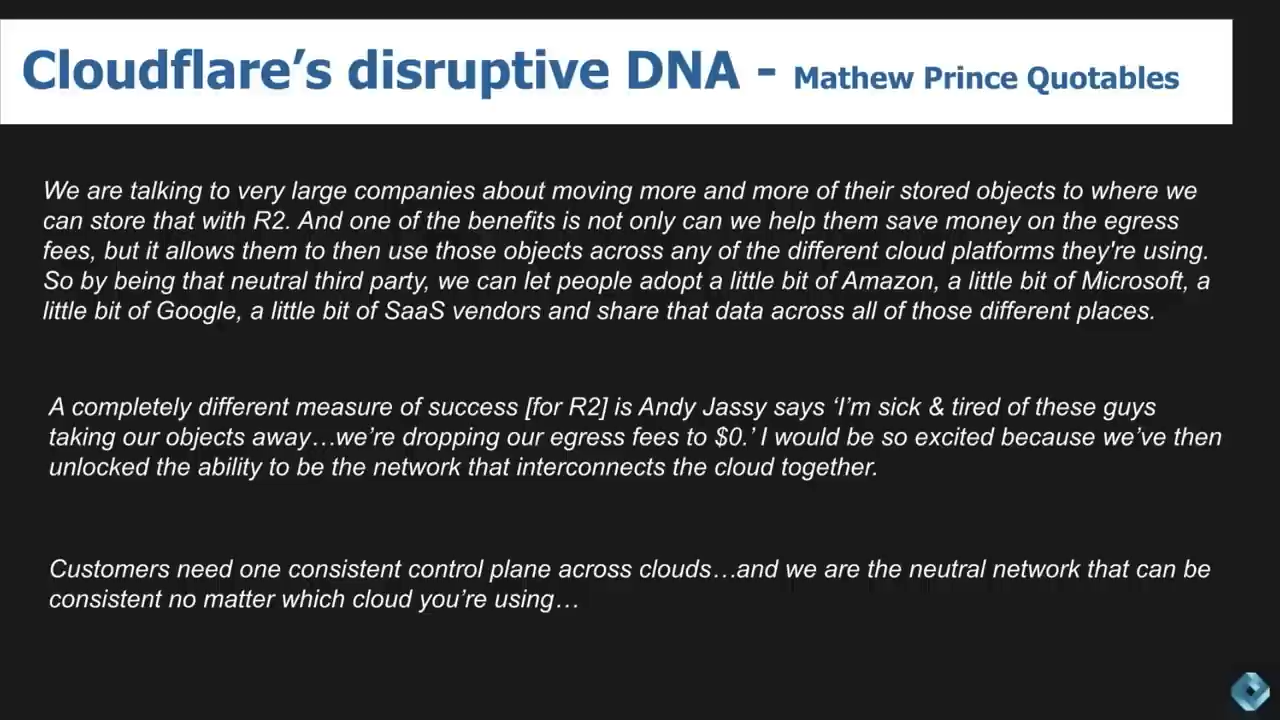 Cloudflare’s disruptive DNA - Mathew Prince Quotables
We are talking to very large companies about moving more and more of their stored objects to where we
can store that with R2. And one of the benefits is not only can we help them save money on the egress
fees, but it allows them to then use those objects across any of the different cloud platforms they're using.
So by being that neutral third party, we can let people adopt a little bit of Amazon, a little bit of Microsoft, a
little bit of Google, a little bit of SaaS vendors and share that data across all of those different places.
A completely different measure of success [for R2] is Andy Jassy says ‘I’m sick & tired of these guys
taking our objects away…we’re dropping our egress fees to $0.’ I would be so excited because we’ve then
unlocked the ability to be the network that interconnects the cloud together.
Customers need one consistent control plane across clouds…and we are the neutral network that can be
consistent no matter which cloud you’re using…